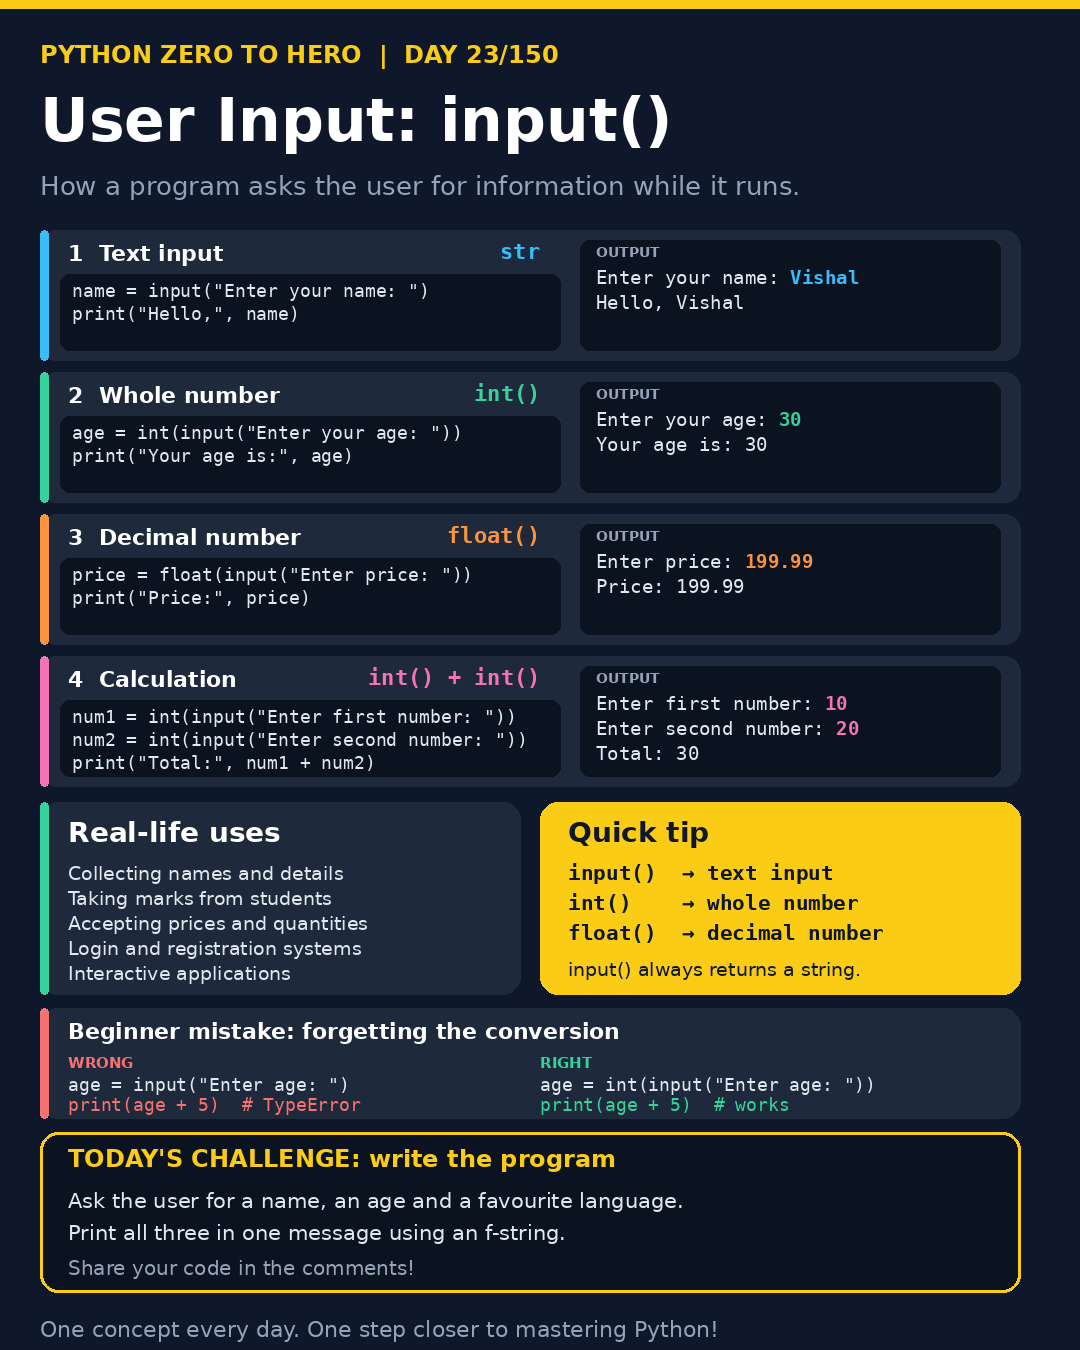 PYTHON ZERO TO HERO | DAY 23/150
User Input: input()
How a program asks the user for information while it runs.
1 Text input str
name = input("Enter your name: ")
print("Hello,", name)
OUTPUT
Enter your name: Vishal
Hello, Vishal
2 Whole number int()
age = int(input("Enter your age: "))
print("Your age is:", age)
OUTPUT
Enter your age: 30
Your age is: 30
3 Decimal number float()
price = float(input("Enter price: "))
print("Price:", price)
OUTPUT
Enter price: 199.99
Price: 199.99
4 Calculation int() + int()
num1 = int(input("Enter first number: "))
num2 = int(input("Enter second number: "))
print("Total:", num1 + num2)
OUTPUT
Enter first number: 10
Enter second number: 20
Total: 30
Real-life uses
Collecting names and details
Taking marks from students
Accepting prices and quantities
Login and registration systems
Interactive applications
Quick tip
input() → text input
int() → whole number
float() → decimal number
input() always returns a string.
Beginner mistake: forgetting the conversion
WRONG
age = input("Enter age: ")
print(age + 5) # TypeError
RIGHT
age = int(input("Enter age: "))
print(age + 5) # works
TODAY'S CHALLENGE: write the program
Ask the user for a name, an age and a favourite language.
Print all three in one message using an f-string.
Share your code in the comments!
One concept every day. One step closer to mastering Python!